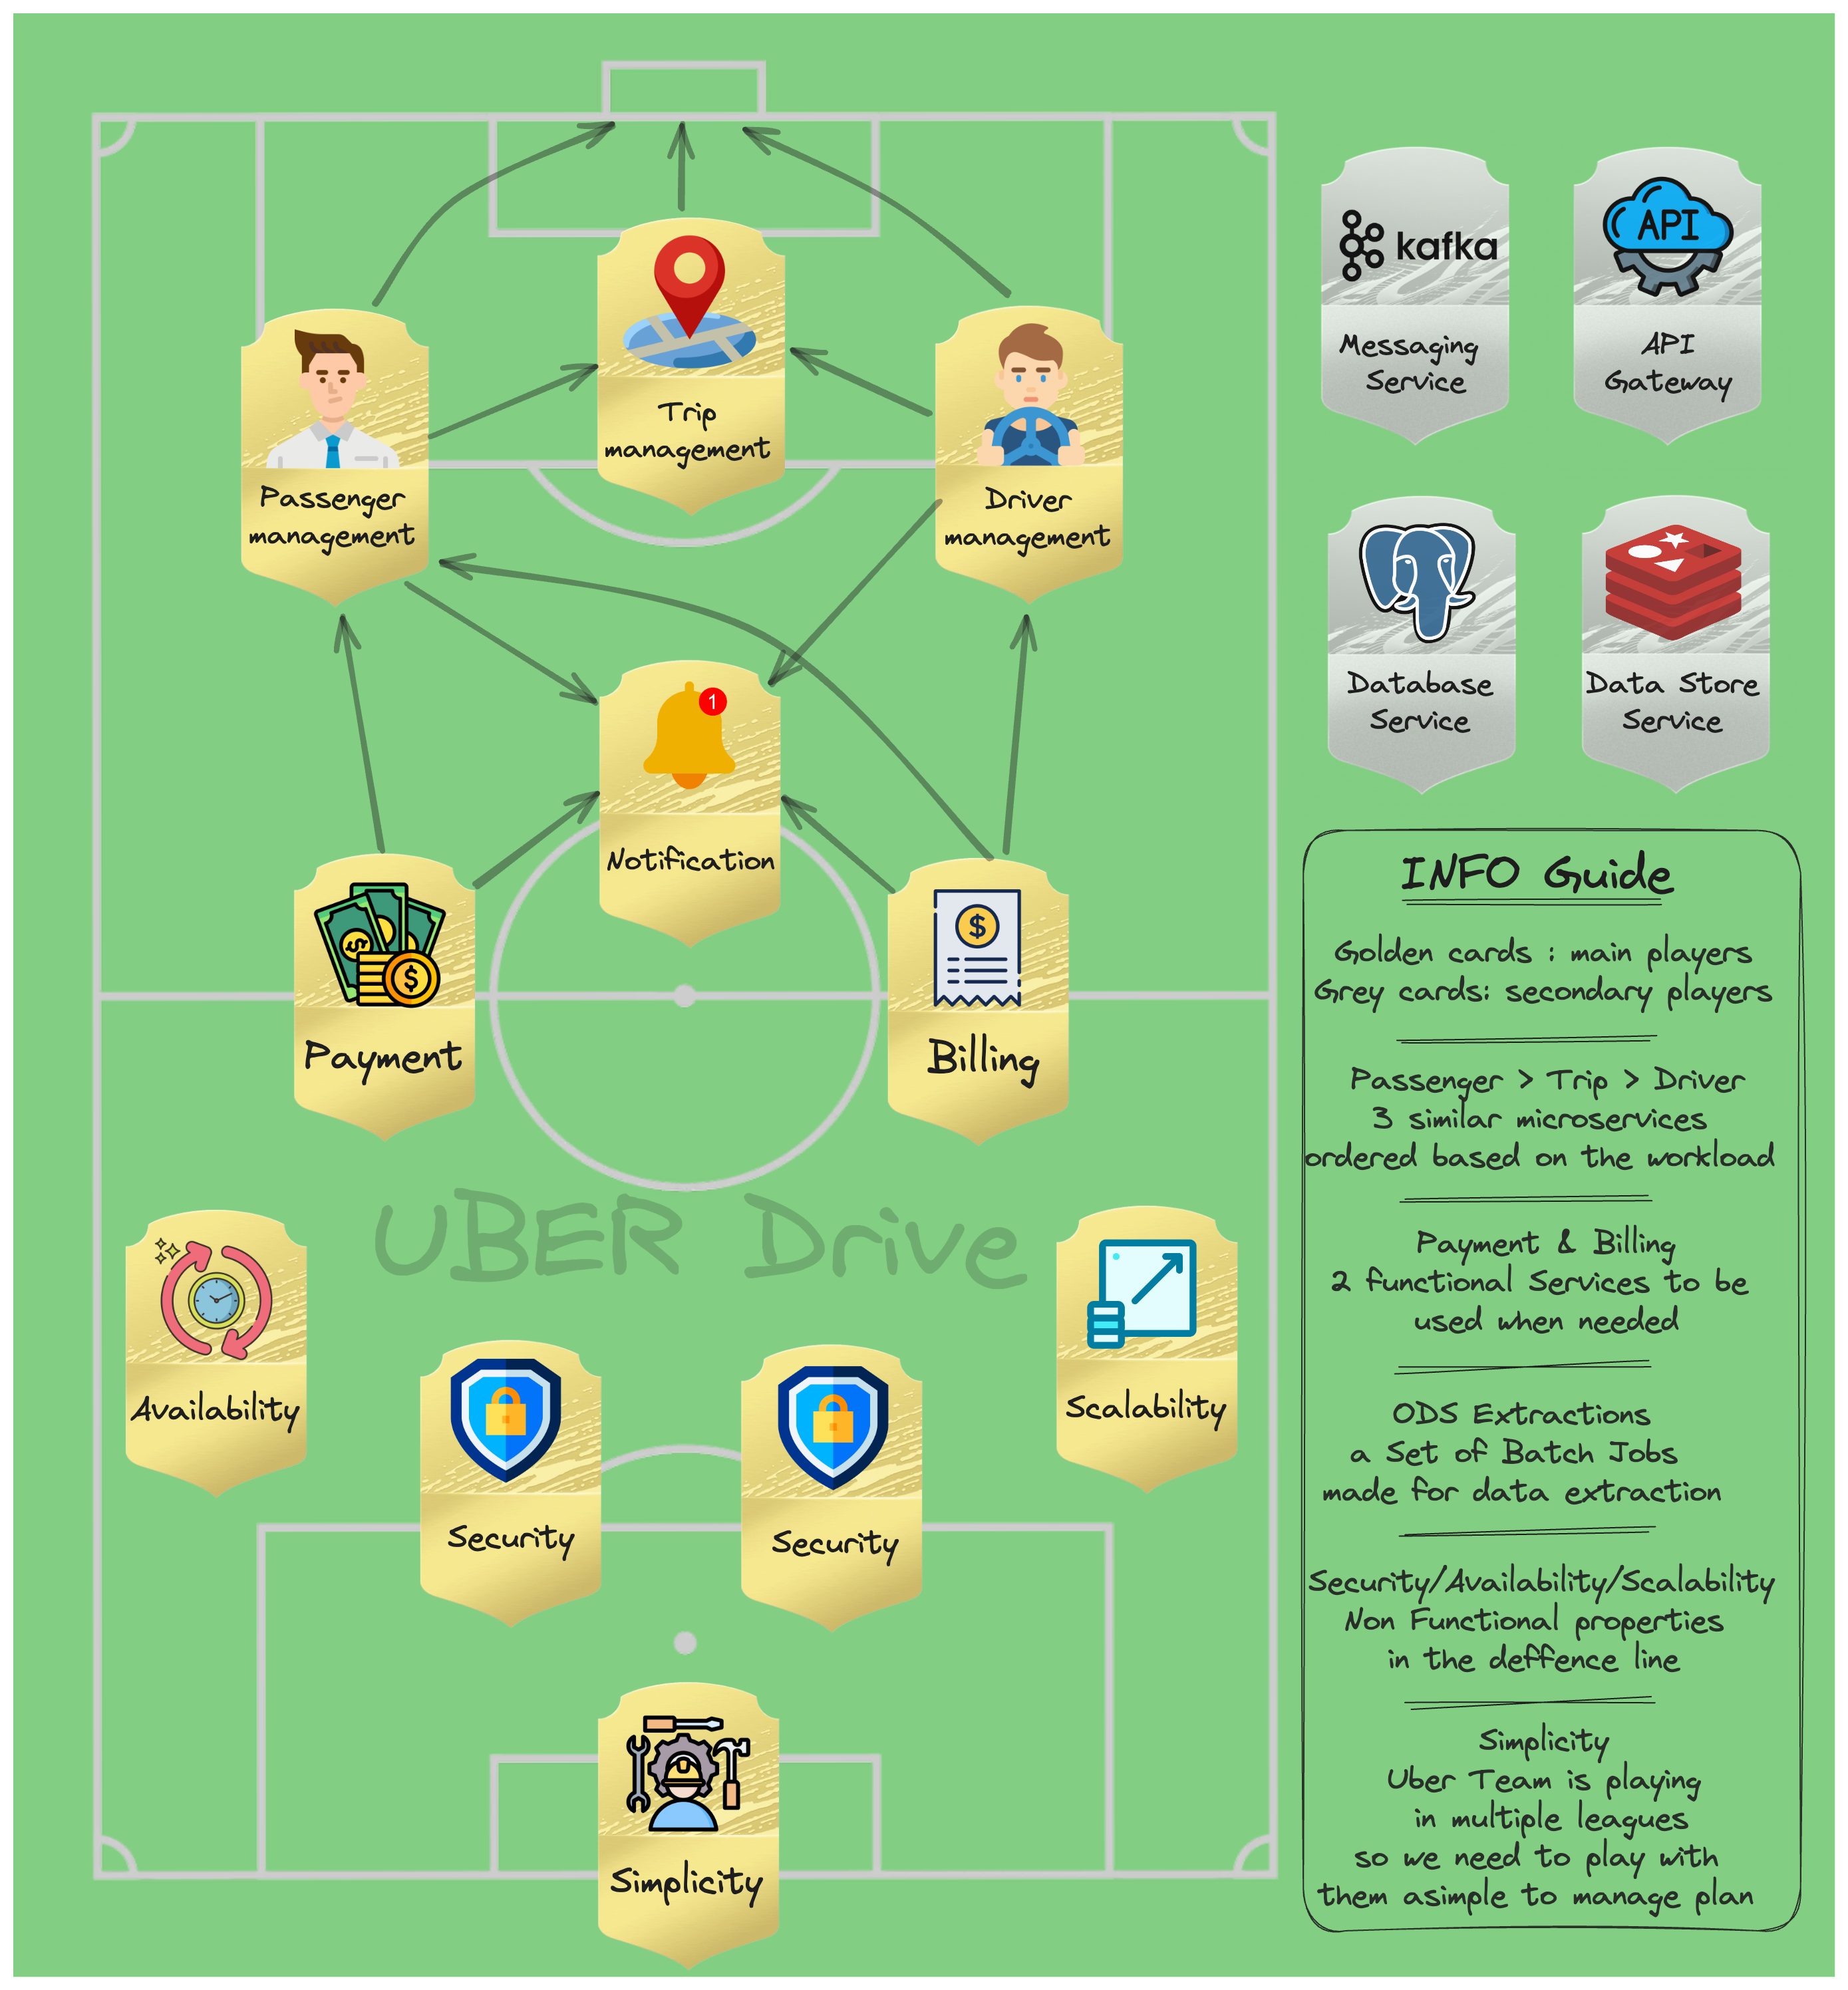 Trip
management
Passenger
management
Driver
management
1
Notification
Payment
Billing
UBER Drive
Availability
Scalability
Security
Security
Simplicity
kafka
Messaging
Service
API
API
Gateway
Database
Service
Data Store
Service
INFO Guide
Golden cards : main players
Grey cards: secondary players
Passenger > Trip > Driver
3 similar microservices
ordered based on the workload
Payment & Billing
2 functional Services to be
used when needed
ODS Extractions
a Set of Batch Jobs
made for data extraction
Security/Availability/Scalability
Non Functional properties
in the deffence line
Simplicity
Uber Team is playing
in multiple leagues
so we need to play with
them asimple to manage plan